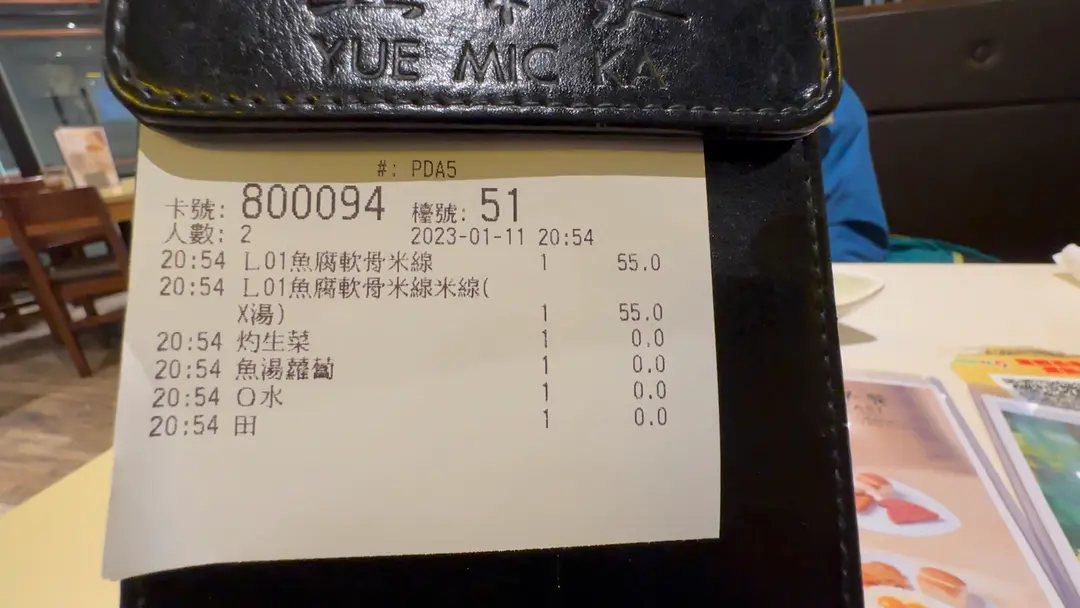 YUE MIC KA
#: PDA5
卡號: 800094 檯號: 51
人數: 2 2023-01-11 20:54
20:54 L01魚腐軟骨米線 1 55.0
20:54 L01魚腐軟骨米線米線(
X湯) 1 55.0
20:54 灼生菜 1 0.0
20:54 魚湯蘿蔔 1 0.0
20:54 O水 1 0.0
20:54 田 1 0.0